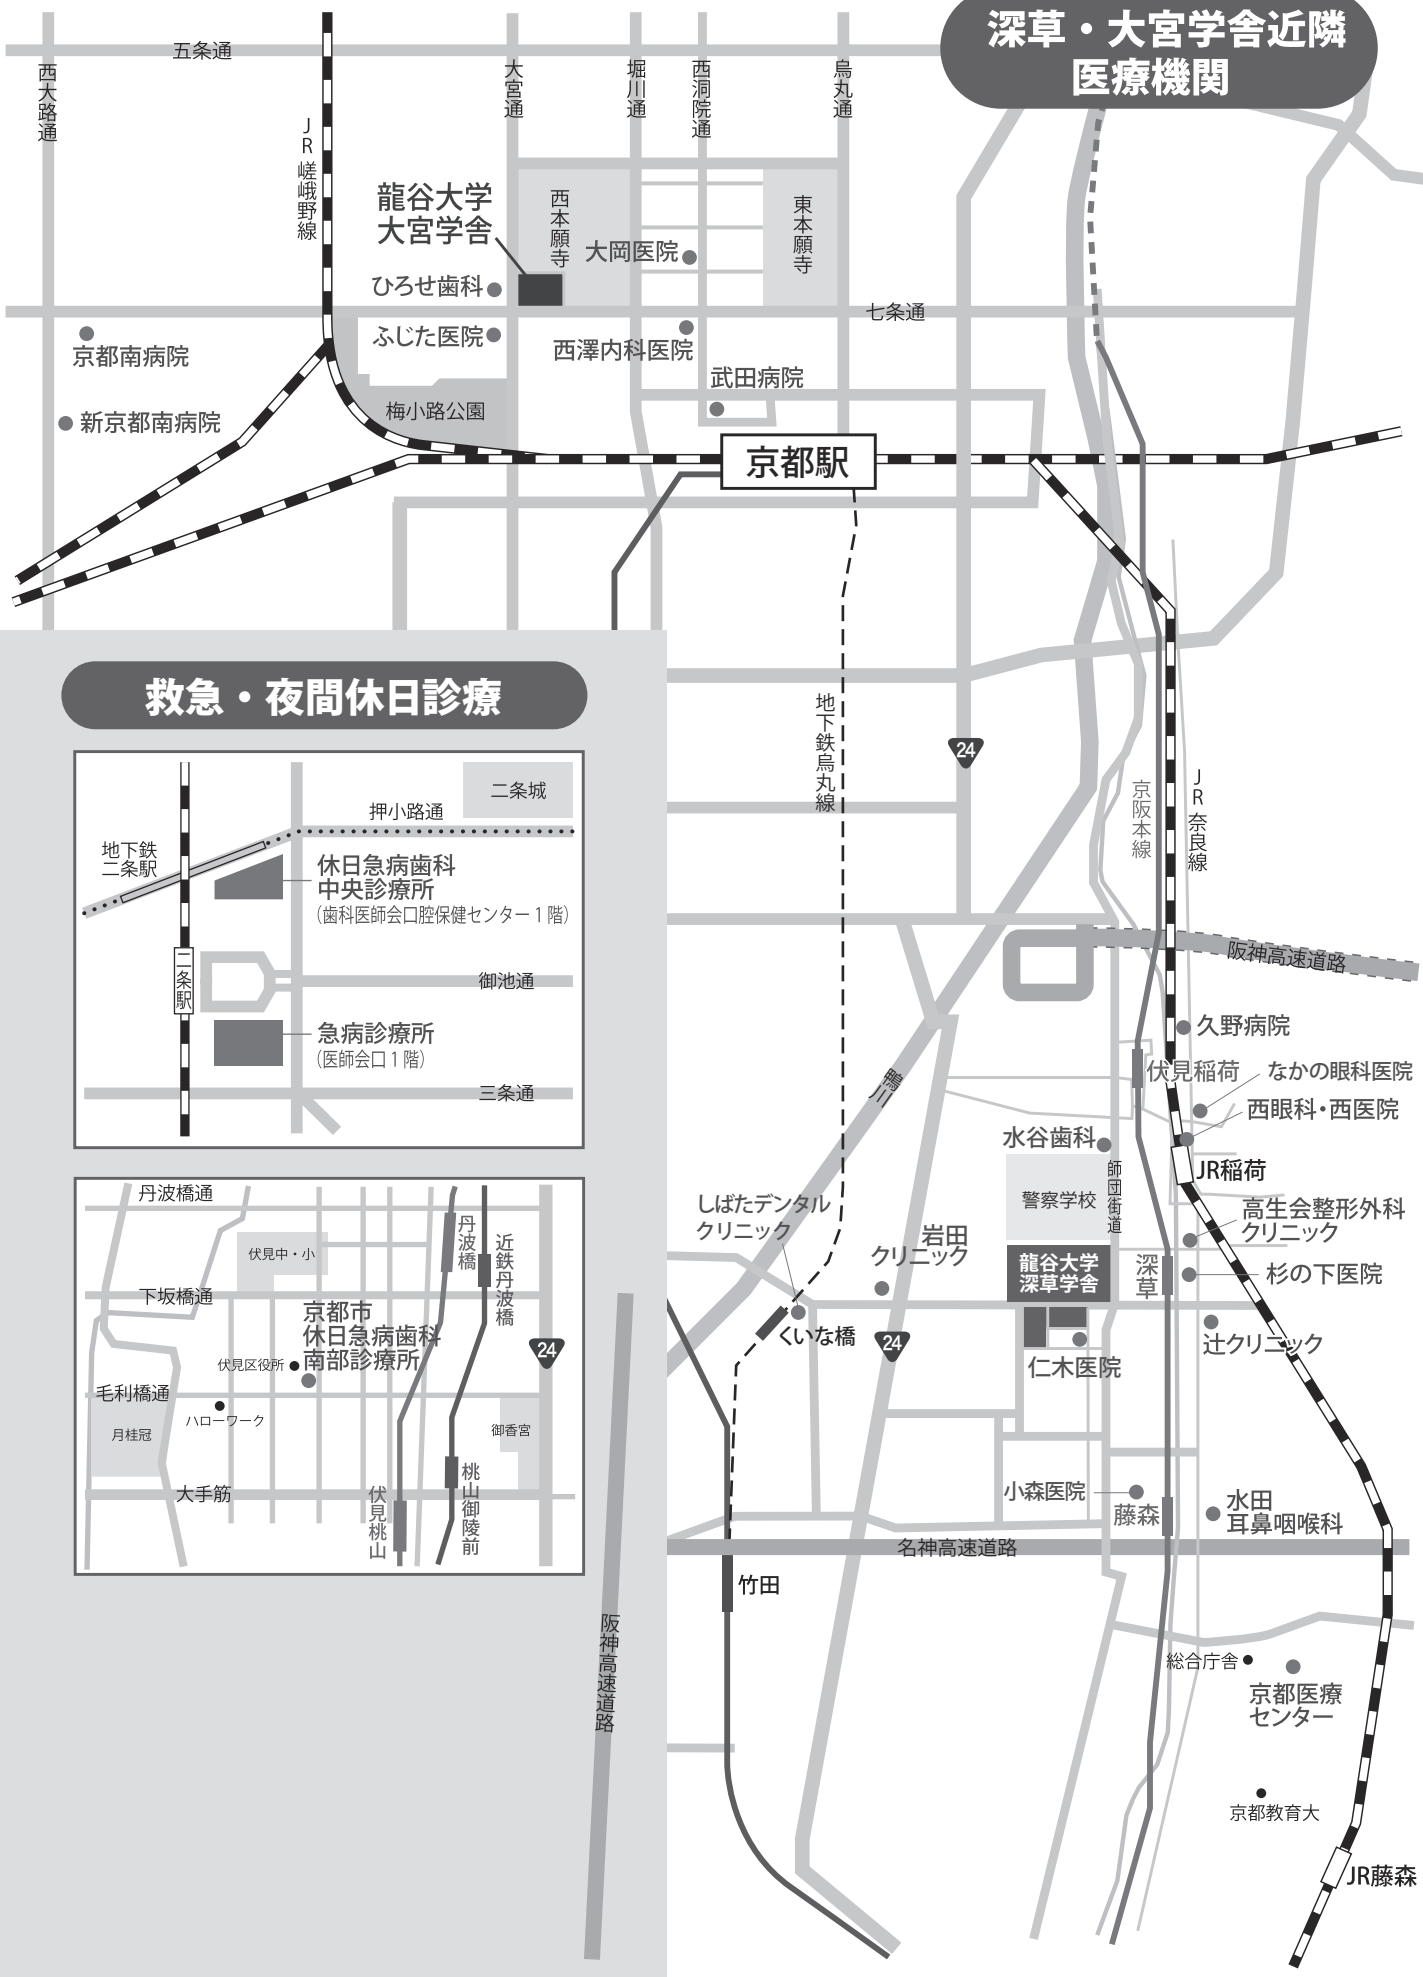 深草・大宮学舎近隣
医療機関
五条通
西大路通
JR嵯峨野線
大宮通
堀川通
西洞院通
烏丸通
龍谷大学
大宮学舎
西本願寺
東本願寺
大岡医院
ひろせ歯科
七条通
ふじた医院
京都南病院
西澤内科医院
武田病院
新京都南病院
梅小路公園
京都駅
救急・夜間休日診療
二条城
押小路通
地下鉄
二条駅
休日急病歯科
中央診療所
(歯科医師会口腔保健センター1階)
二条駅
御池通
急病診療所
(医師会口1階)
三条通
丹波橋通
丹波橋
近鉄丹波橋
伏見中・小
下坂橋通
京都市
休日急病歯科
南部診療所
24
伏見区役所
毛利橋通
ハローワーク
月桂冠
御香宮
大手筋
伏見桃山
桃山御陵前
阪神高速道路
地下鉄烏丸線
24
京阪本線
JR奈良線
阪神高速道路
久野病院
伏見稲荷
なかの眼科医院
西眼科・西医院
鴨川
水谷歯科
師団街道
JR稲荷
警察学校
しばたデンタル
クリニック
岩田
クリニック
高生会整形外科
クリニック
龍谷大学
深草学舎
深草
杉の下医院
くいな橋
24
辻クリニック
仁木医院
小森医院
藤森
水田
耳鼻咽喉科
名神高速道路
竹田
総合庁舎
京都医療
センター
京都教育大
JR藤森